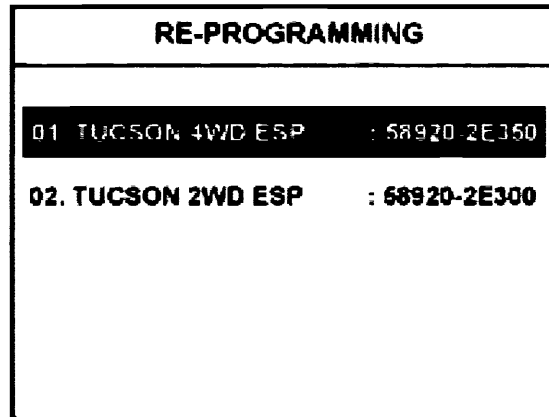 RE-PROGRAMMING
01. TUCSON 4WD ESP : 58920-2E350
02. TUCSON 2WD ESP : 58920-2E300